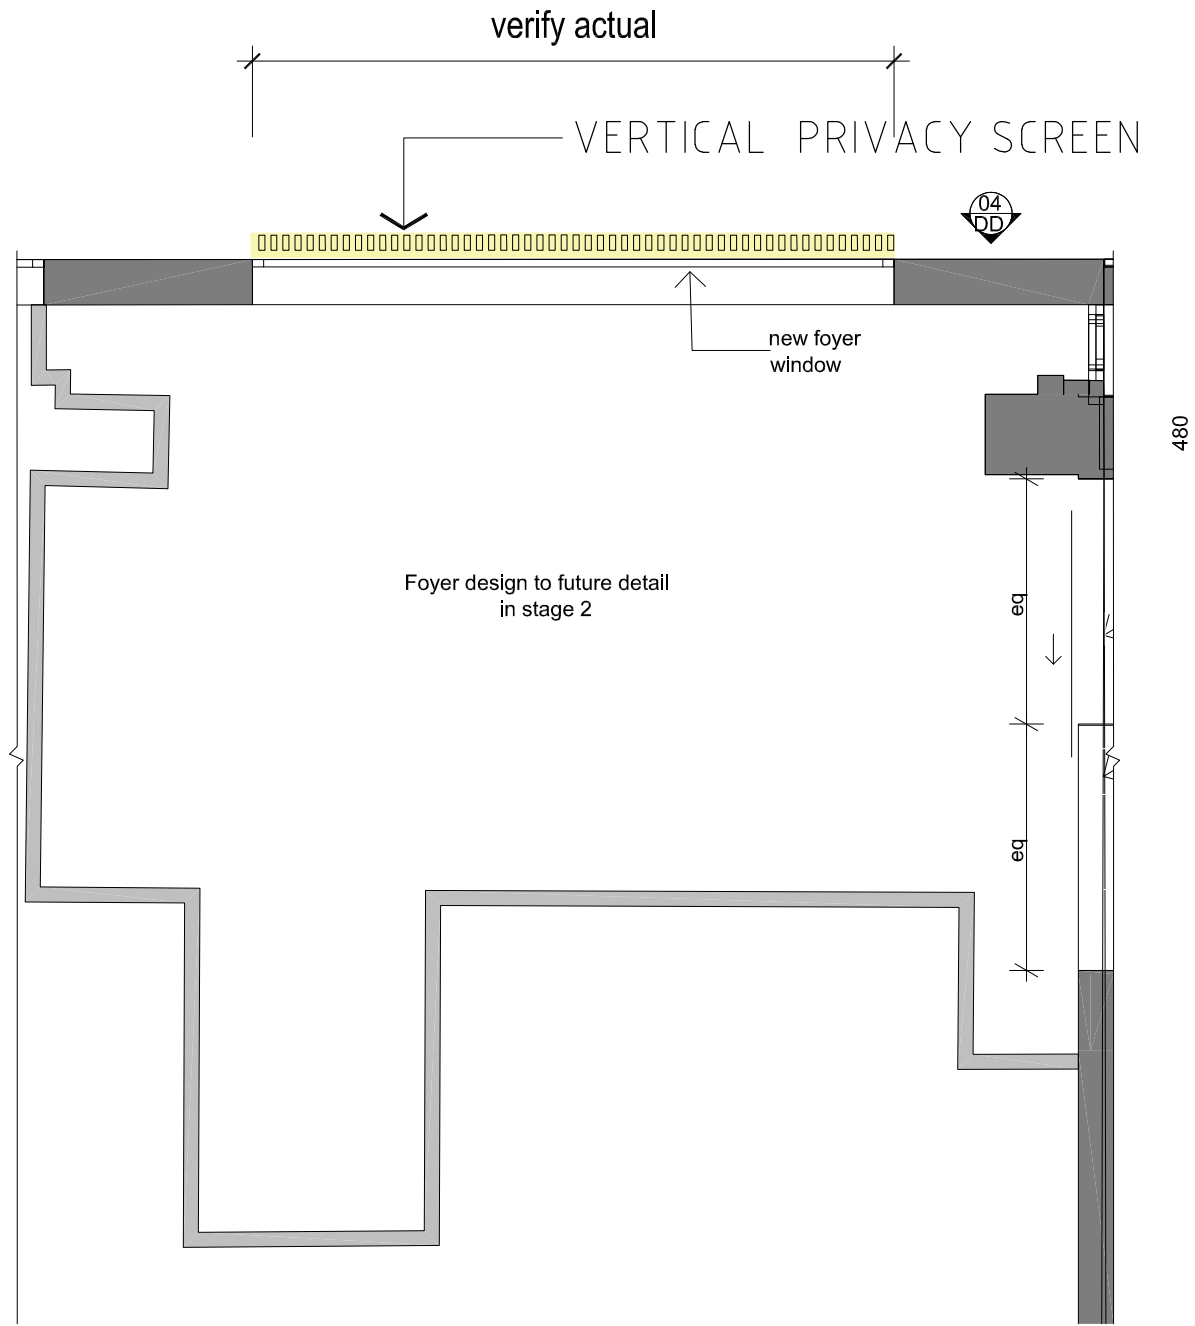 verify actual
VERTICAL PRIVACY SCREEN
04
DD
new foyer
window
480
Foyer design to future detail
in stage 2
eq
eq